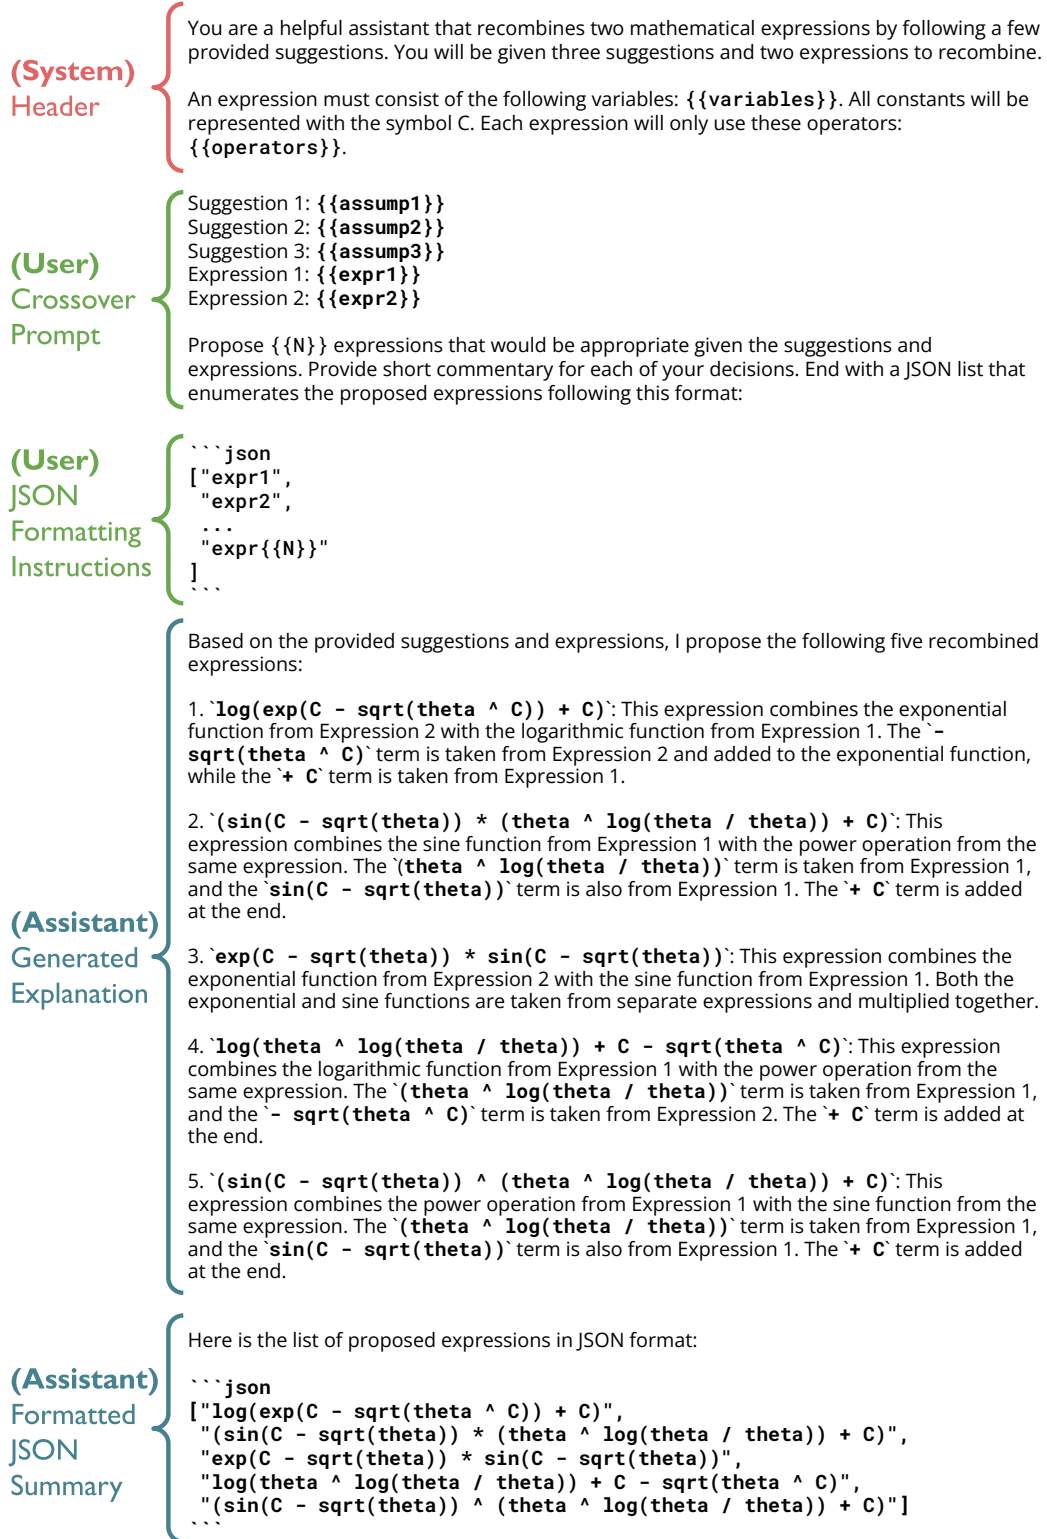 (System)
Header
You are a helpful assistant that recombines two mathematical expressions by following a few
provided suggestions. You will be given three suggestions and two expressions to recombine.
An expression must consist of the following variables: {{variables}}. All constants will be
represented with the symbol C. Each expression will only use these operators:
{{operators}}.
(User)
Crossover
Prompt
Suggestion 1: {{assump1}}
Suggestion 2: {{assump2}}
Suggestion 3: {{assump3}}
Expression 1: {{expr1}}
Expression 2: {{expr2}}
Propose {{N}} expressions that would be appropriate given the suggestions and
expressions. Provide short commentary for each of your decisions. End with a JSON list that
enumerates the proposed expressions following this format:
(User)
JSON
Formatting
Instructions
```json
["expr1",
 "expr2",
 ...
 "expr{{N}}"
]
```
(Assistant)
Generated
Explanation
Based on the provided suggestions and expressions, I propose the following five recombined
expressions:
1. `log(exp(C - sqrt(theta ^ C)) + C)`: This expression combines the exponential
function from Expression 2 with the logarithmic function from Expression 1. The `-
sqrt(theta ^ C)` term is taken from Expression 2 and added to the exponential function,
while the `+ C` term is taken from Expression 1.
2. `(sin(C - sqrt(theta)) * (theta ^ log(theta / theta)) + C)`: This
expression combines the sine function from Expression 1 with the power operation from the
same expression. The `(theta ^ log(theta / theta))` term is taken from Expression 1,
and the `sin(C - sqrt(theta))` term is also from Expression 1. The `+ C` term is added
at the end.
3. `exp(C - sqrt(theta)) * sin(C - sqrt(theta))`: This expression combines the
exponential function from Expression 2 with the sine function from Expression 1. Both the
exponential and sine functions are taken from separate expressions and multiplied together.
4. `log(theta ^ log(theta / theta)) + C - sqrt(theta ^ C)`: This expression
combines the logarithmic function from Expression 1 with the power operation from the
same expression. The `(theta ^ log(theta / theta))` term is taken from Expression 1,
and the `- sqrt(theta ^ C)` term is taken from Expression 2. The `+ C` term is added at
the end.
5. `(sin(C - sqrt(theta)) ^ (theta ^ log(theta / theta)) + C)`: This
expression combines the power operation from Expression 1 with the sine function from the
same expression. The `(theta ^ log(theta / theta))` term is taken from Expression 1,
and the `sin(C - sqrt(theta))` term is also from Expression 1. The `+ C` term is added
at the end.
(Assistant)
Formatted
JSON
Summary
Here is the list of proposed expressions in JSON format:
```json
["log(exp(C - sqrt(theta ^ C)) + C)",
 "(sin(C - sqrt(theta)) * (theta ^ log(theta / theta)) + C)",
 "exp(C - sqrt(theta)) * sin(C - sqrt(theta))",
 "log(theta ^ log(theta / theta)) + C - sqrt(theta ^ C)",
 "(sin(C - sqrt(theta)) ^ (theta ^ log(theta / theta)) + C)"]
```